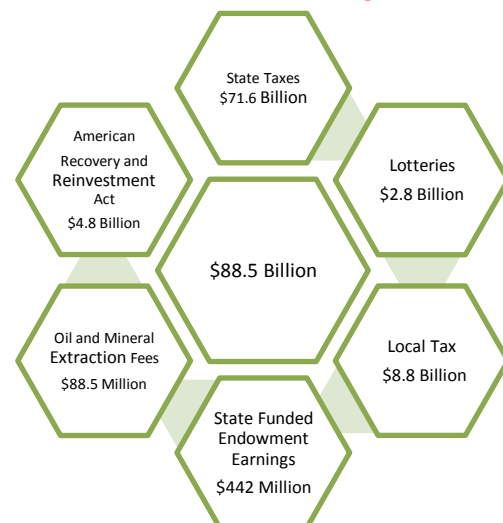 State Taxes
$71.6 Billion
Lotteries
$2.8 Billion
Local Tax
$8.8 Billion
State Funded
Endowment
Earnings
$442 Million
Oil and Mineral
Extraction Fees
$88.5 Million
American
Recovery and
Reinvestment
Act
$4.8 Billion
$88.5 Billion